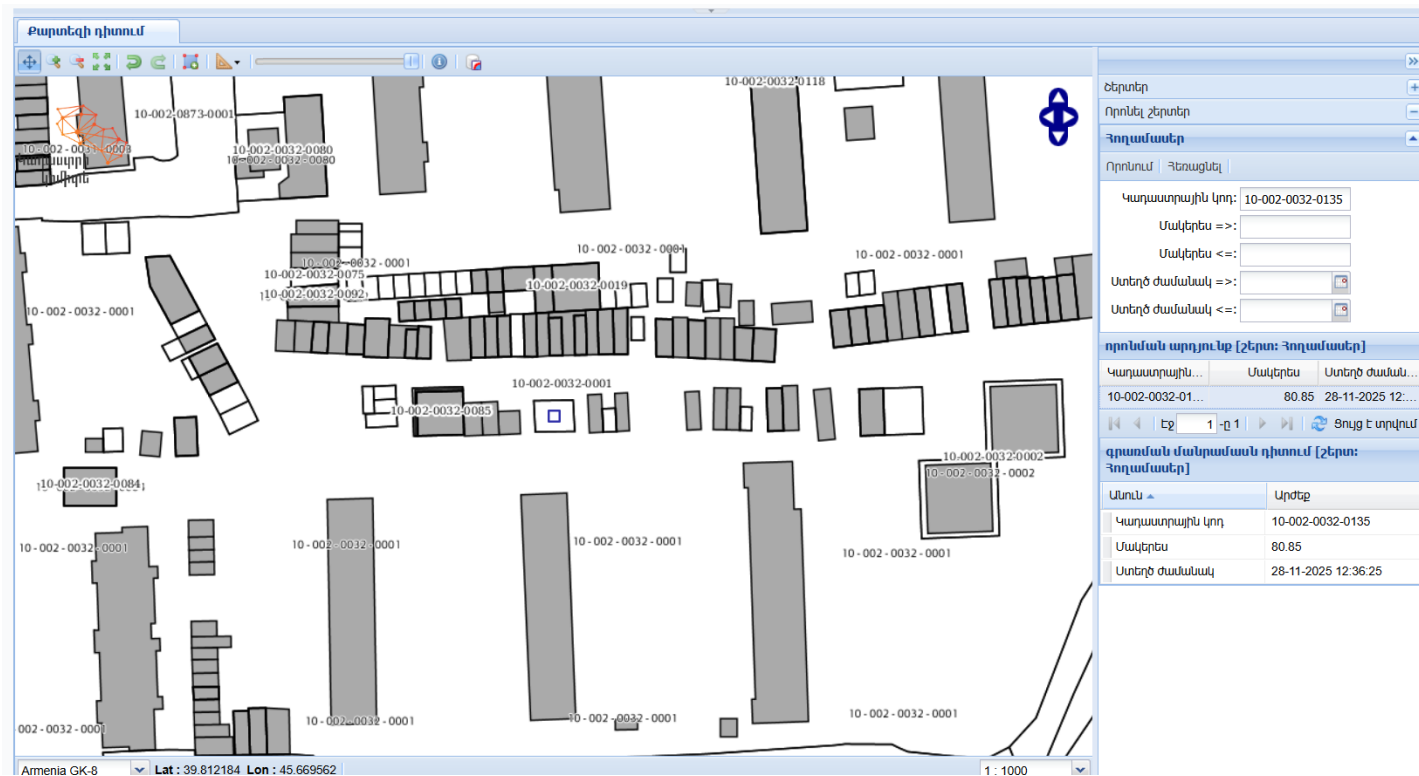 Քարտեզի դիտում
10-002-0032-0118
10-002-0873-0001
10-002-0032-0080
10-002-0032-0080
10-002-0031-0003
10-002-0032-0001
10-002-0032-0001
10-002-0032-0001
10-002-0032-0075
10-002-0032-0019
10-002-0032-0092
10-002-0032-0001
10-002-0032-0001
10-002-0032-0085
10-002-0032-0002
10-002-0032-0002
10-002-0032-0084
10-002-0032-0001
10-002-0032-0001
10-002-0032-0001
10-002-0032-0001
10-002-0032-0001
10-002-0032-0001
10-002-0032-0001
002-0032-0001
Armenia GK-8 Lat : 39.812184 Lon : 45.669562 1 : 1000
Շերտեր
Որոնել շերտեր
Հողամասեր
Որոնում Հեռացնել
Կադաստրային կոդ: 10-002-0032-0135
Մակերես =>:
Մակերես <=:
Ստեղծ ժամանակ =>:
Ստեղծ ժամանակ <=:
որոնման արդյունք [շերտ: Հողամասեր]
Կադաստրային... Մակերես Ստեղծ ժաման...
10-002-0032-01... 80.85 28-11-2025 12:...
Էջ 1 -ը 1 Ցույց է տրվում
գրառման մանրամասն դիտում [շերտ:
Հողամասեր]
Անուն Արժեք
Կադաստրային կոդ 10-002-0032-0135
Մակերես 80.85
Ստեղծ ժամանակ 28-11-2025 12:36:25